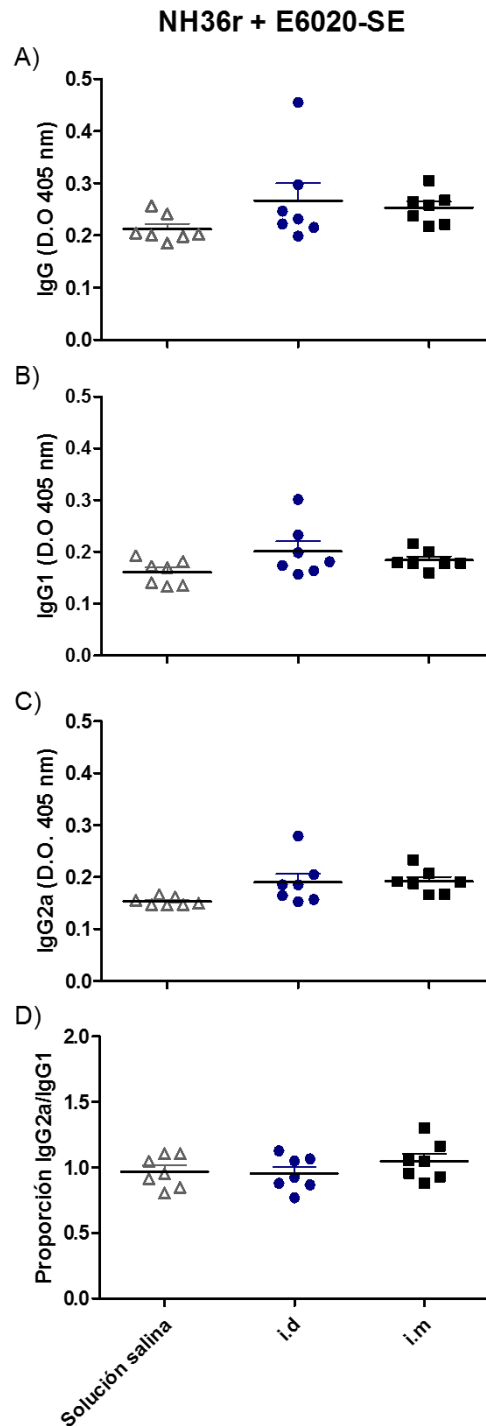 NH36r + E6020-SE
A)
IgG (D.O 405 nm)
0.5
0.4
0.3
0.2
0.1
0.0
B)
IgG1 (D.O 405 nm)
0.5
0.4
0.3
0.2
0.1
0.0
C)
IgG2a (D.O. 405 nm)
0.5
0.4
0.3
0.2
0.1
0.0
D)
Proporción IgG2a/IgG1
2.0
1.5
1.0
0.5
0.0
Solución salina
i.d
i.m